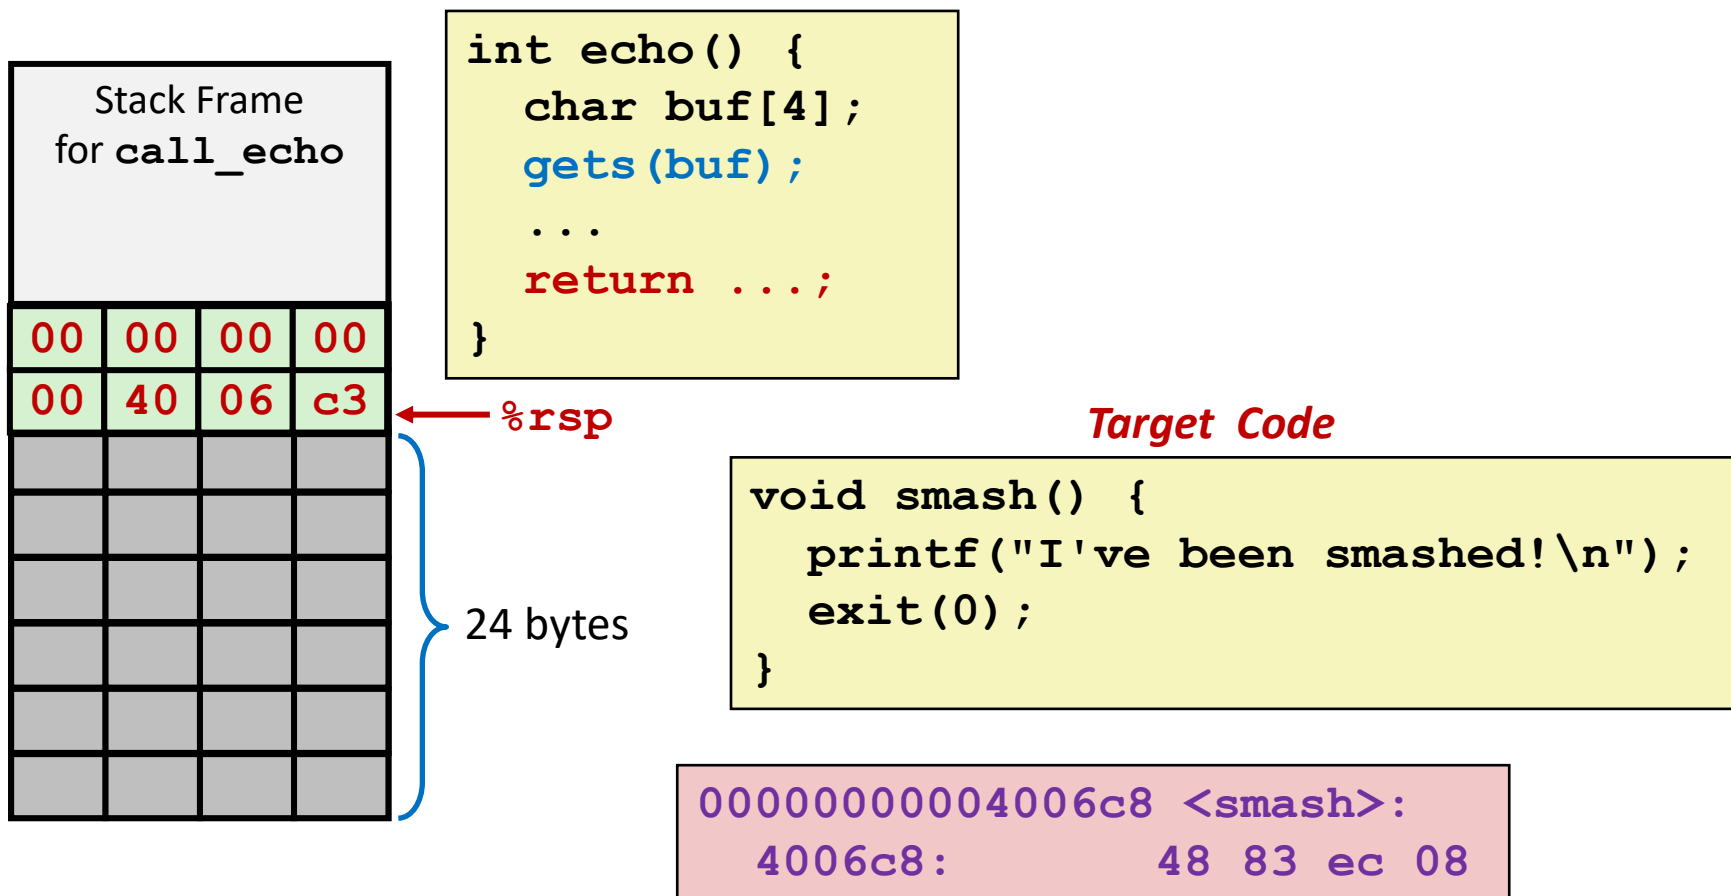 Stack Frame
for call_echo
00 00 00 00
00 40 06 c3
%rsp
24 bytes
int echo() {
  char buf[4];
  gets(buf);
  ...
  return ...;
}
Target Code
void smash() {
  printf("I've been smashed!\n");
  exit(0);
}
00000000004006c8 <smash>:
  4006c8:       48 83 ec 08